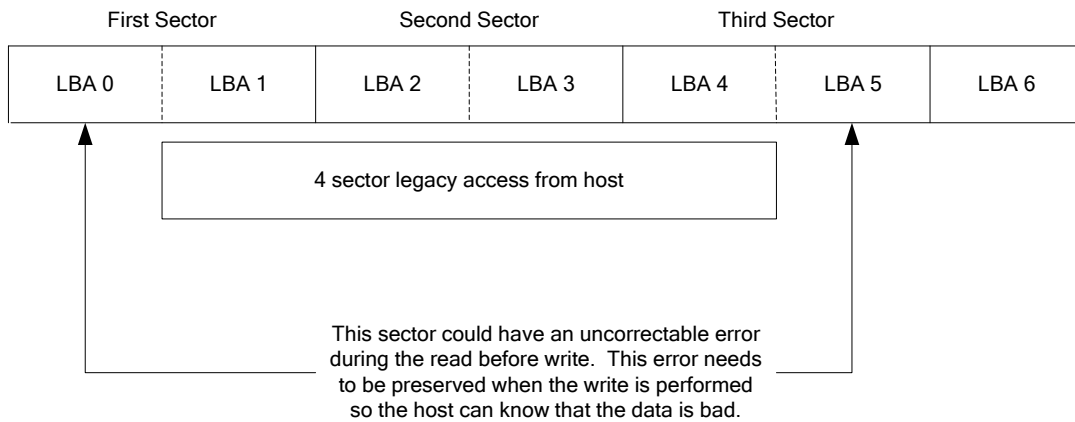 First Sector Second Sector Third Sector
LBA 0 LBA 1 LBA 2 LBA 3 LBA 4 LBA 5 LBA 6
4 sector legacy access from host
This sector could have an uncorrectable error
during the read before write. This error needs
to be preserved when the write is performed
so the host can know that the data is bad.